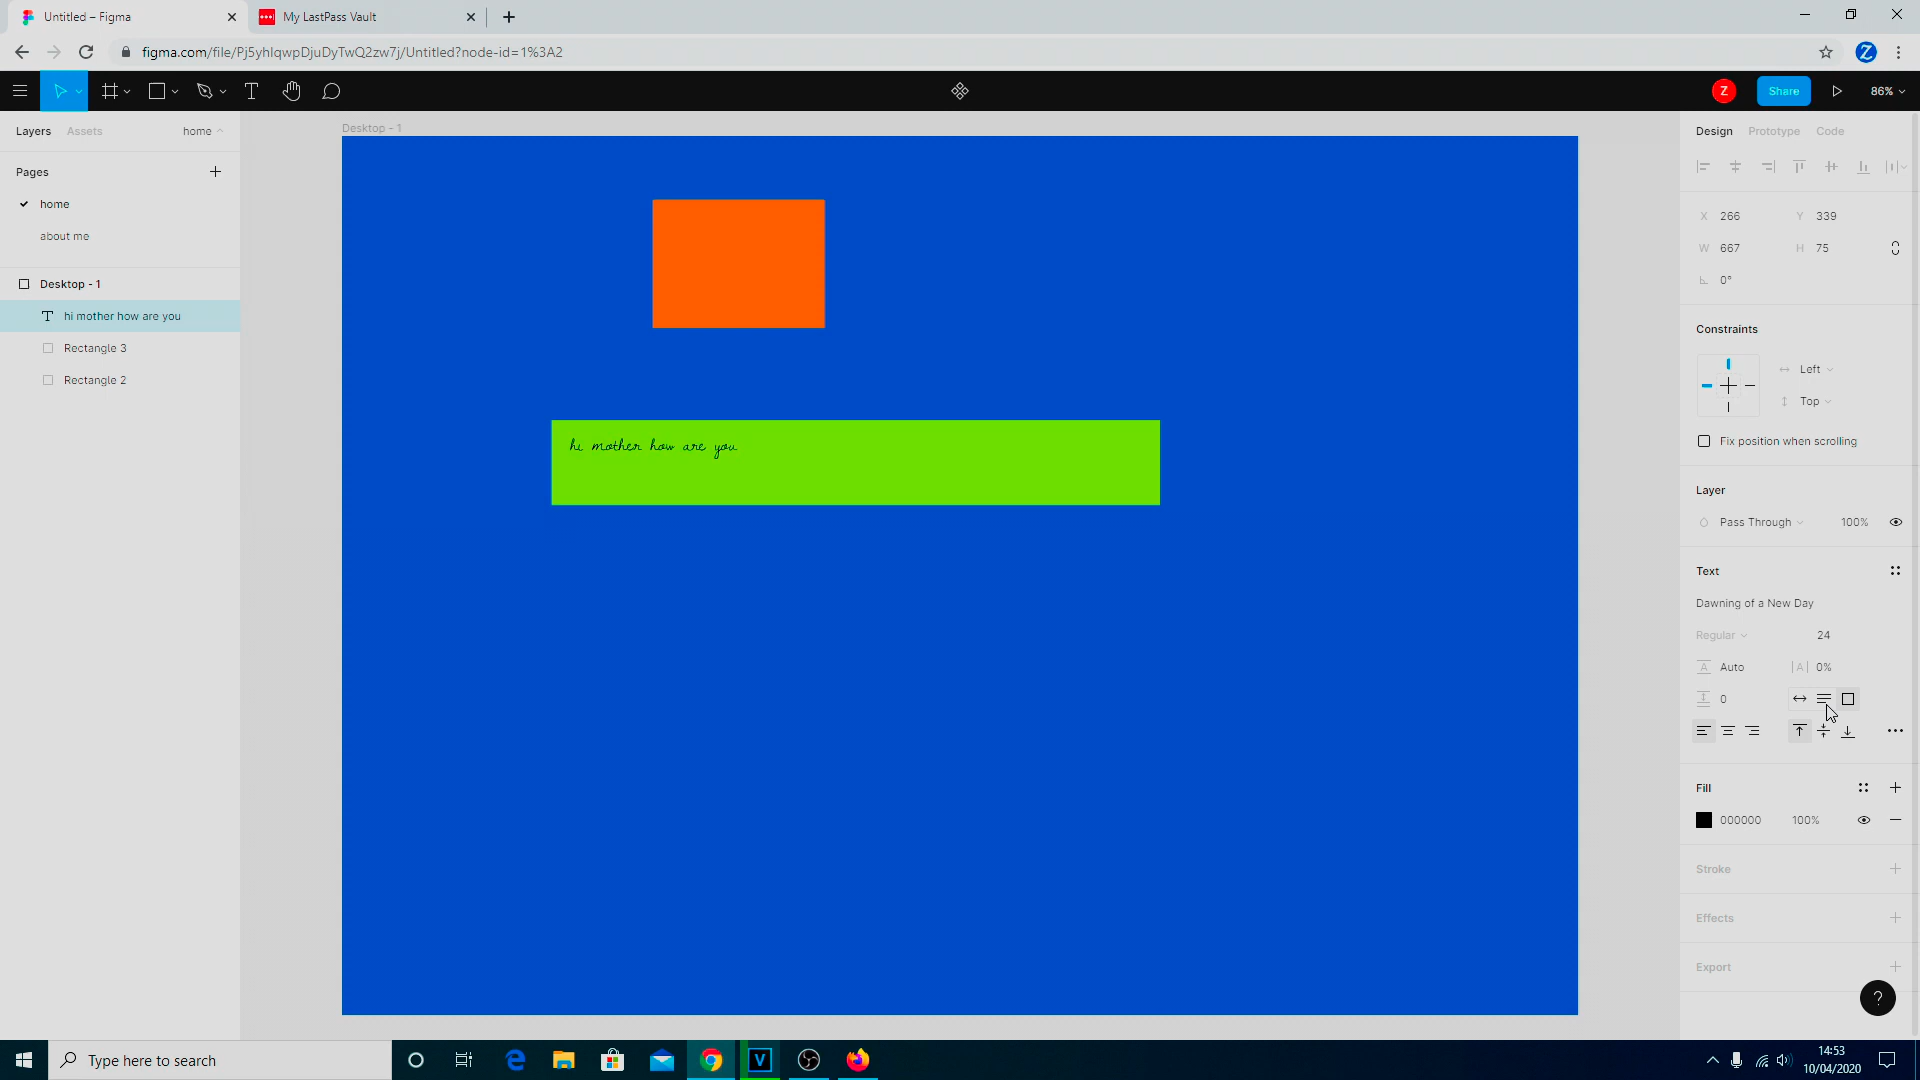 Untitled – Figma
My LastPass Vault
figma.com/file/Pj5yhlqwpDjuDyTwQ2zw7j/Untitled?node-id=1%3A2
Z
Share
86%
Layers
Assets
home
Pages
home
about me
Desktop - 1
hi mother how are you
Rectangle 3
Rectangle 2
Desktop - 1
hi mother how are you
Design
Prototype
Code
X 266
Y 339
W 667
H 75
0°
Constraints
Left
Top
Fix position when scrolling
Layer
Pass Through
100%
Text
Dawning of a New Day
Regular
24
A Auto
|A| 0%
0
Fill
000000
100%
Stroke
Effects
Export
?
Type here to search
14:53
10/04/2020